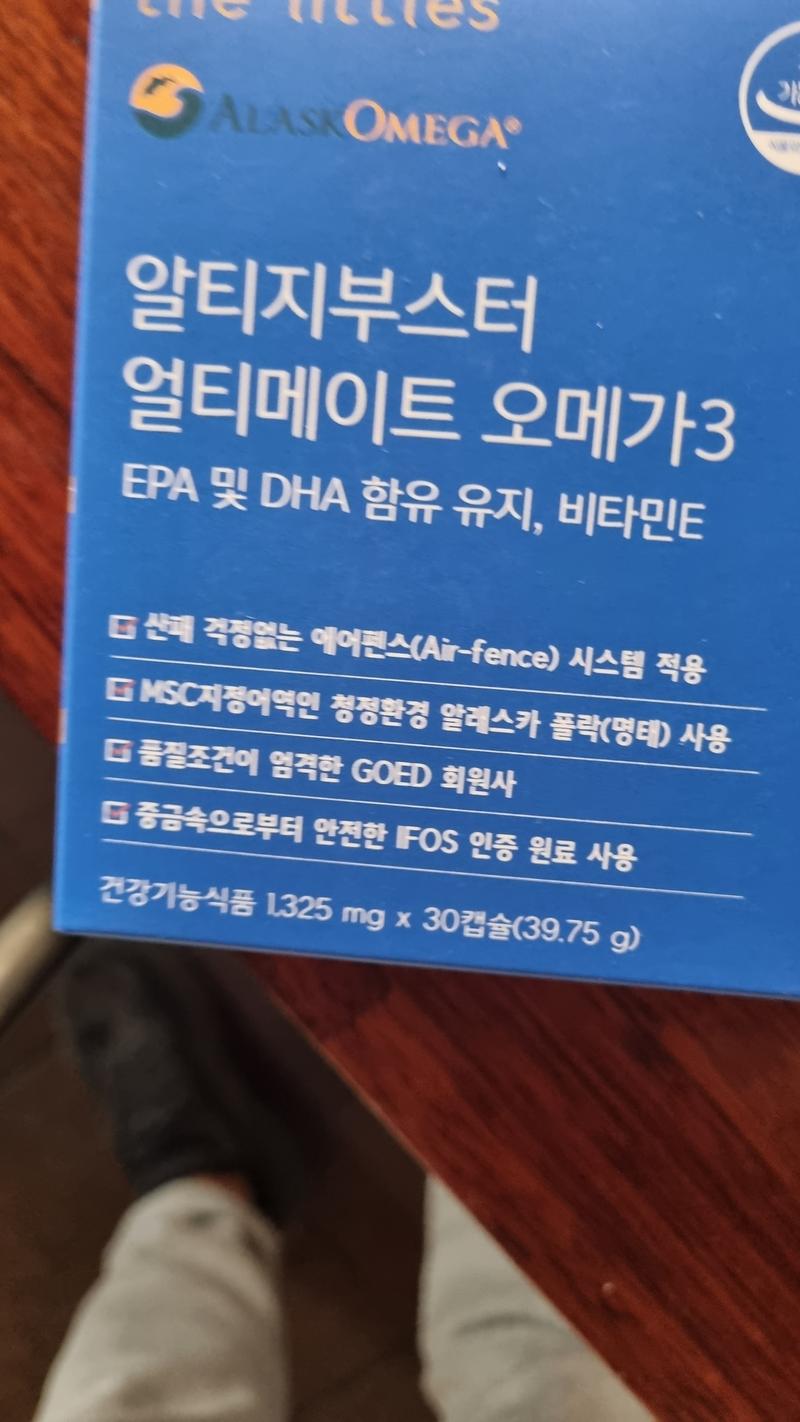 the littles
ALASKOMEGA®
알티지부스터
얼티메이트 오메가3
EPA 및 DHA 함유 유지, 비타민E
산패 걱정없는 에어펜스(Air-fence) 시스템 적용
MSC지정어역인 청정환경 알래스카 폴락(명태) 사용
품질조건이 엄격한 GOED 회원사
중금속으로부터 안전한 IFOS 인증 원료 사용
건강기능식품 1,325 mg x 30캡슐(39.75 g)